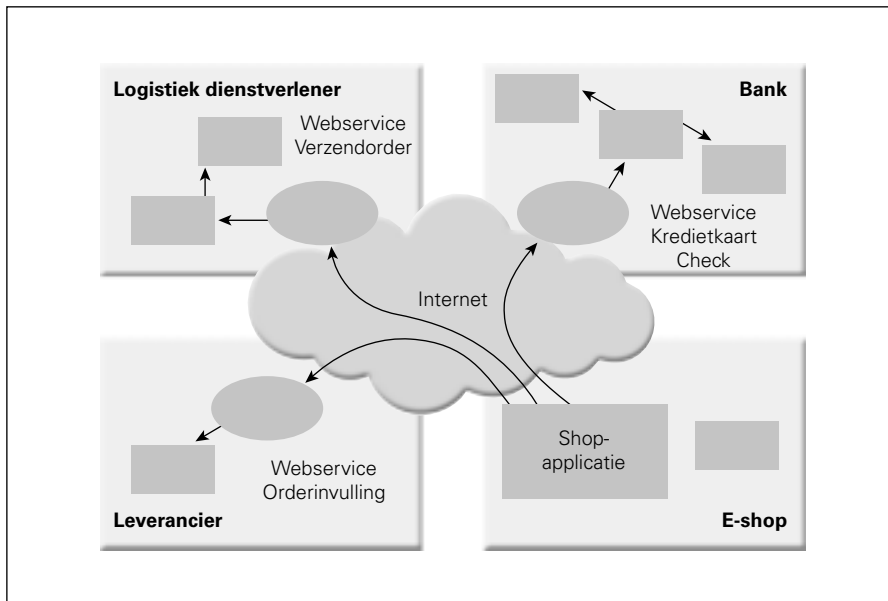 Logistiek dienstverlener
Webservice
Verzendorder
Bank
Webservice
Kredietkaart
Check
Internet
Shop-
applicatie
Webservice
Orderinvulling
Leverancier
E-shop